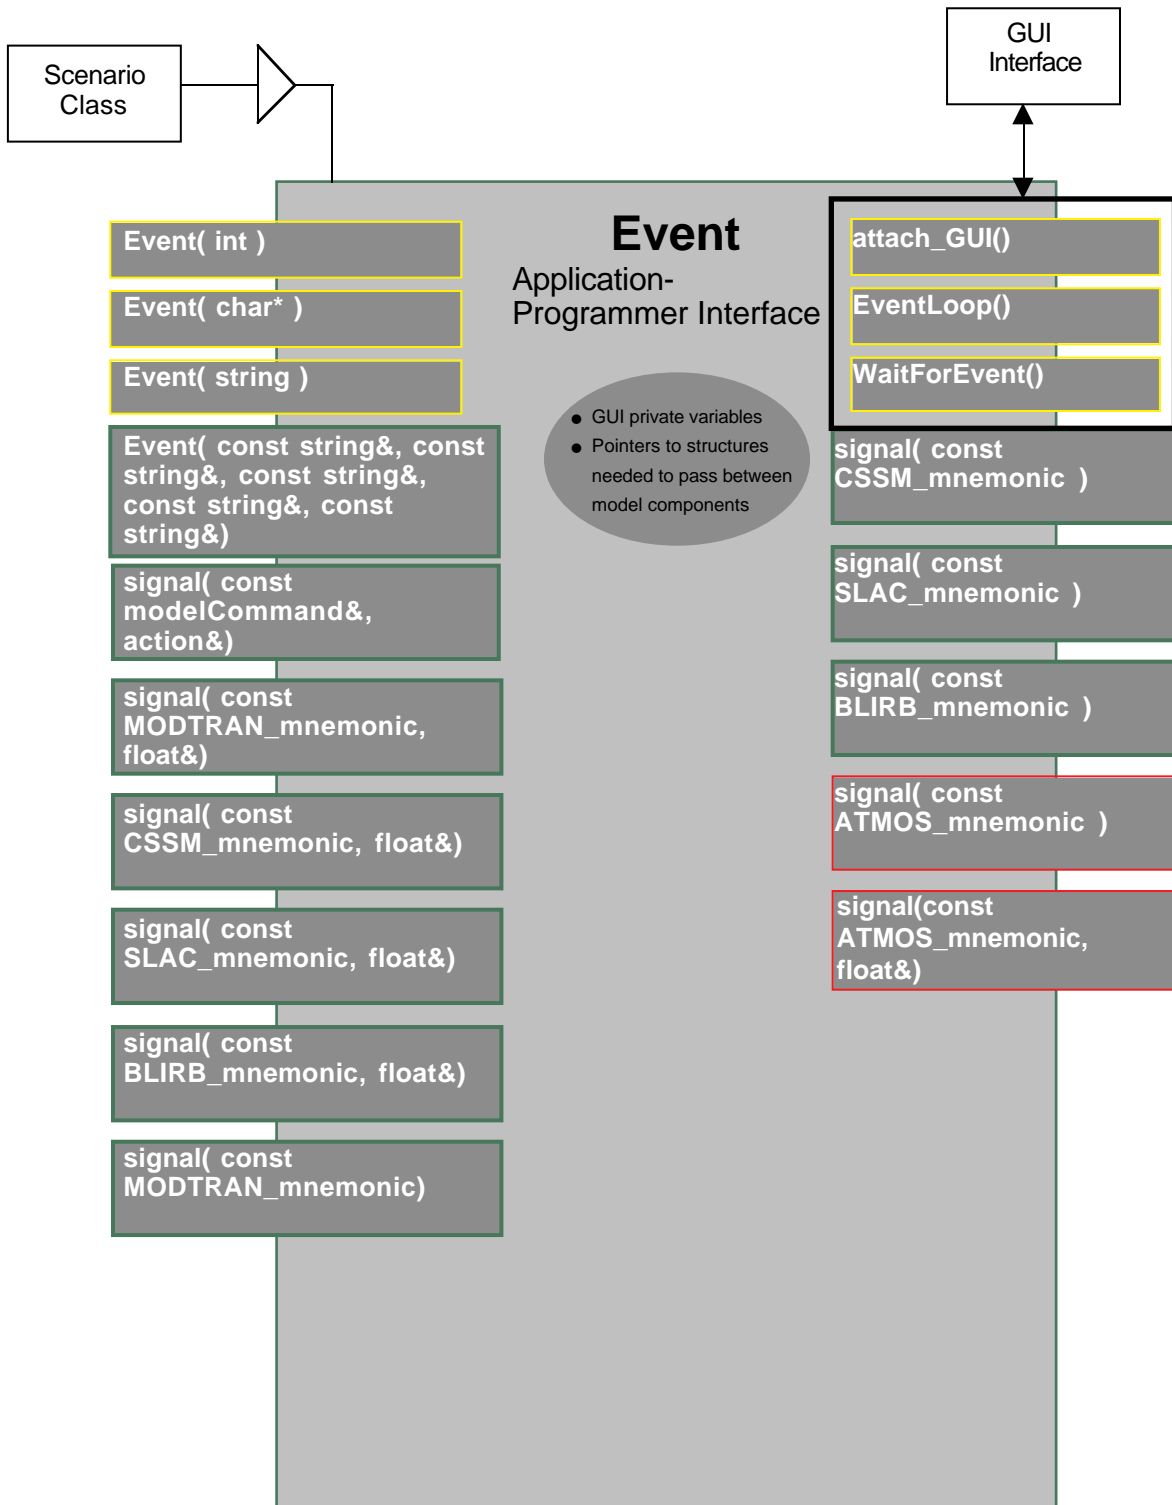 Scenario
Class
GUI
Interface
Event
Application-
Programmer Interface
Event( int )
Event( char* )
Event( string )
Event( const string&, const
string&, const string&,
const string&, const
string&)
signal( const
modelCommand&,
action&)
signal( const
MODTRAN_mnemonic,
float&)
signal( const
CSSM_mnemonic, float&)
signal( const
SLAC_mnemonic, float&)
signal( const
BLIRB_mnemonic, float&)
signal( const
MODTRAN_mnemonic)
● GUI private variables
● Pointers to structures
needed to pass between
model components
attach_GUI()
EventLoop()
WaitForEvent()
signal( const
CSSM_mnemonic )
signal( const
SLAC_mnemonic )
signal( const
BLIRB_mnemonic )
signal( const
ATMOS_mnemonic )
signal(const
ATMOS_mnemonic,
float&)